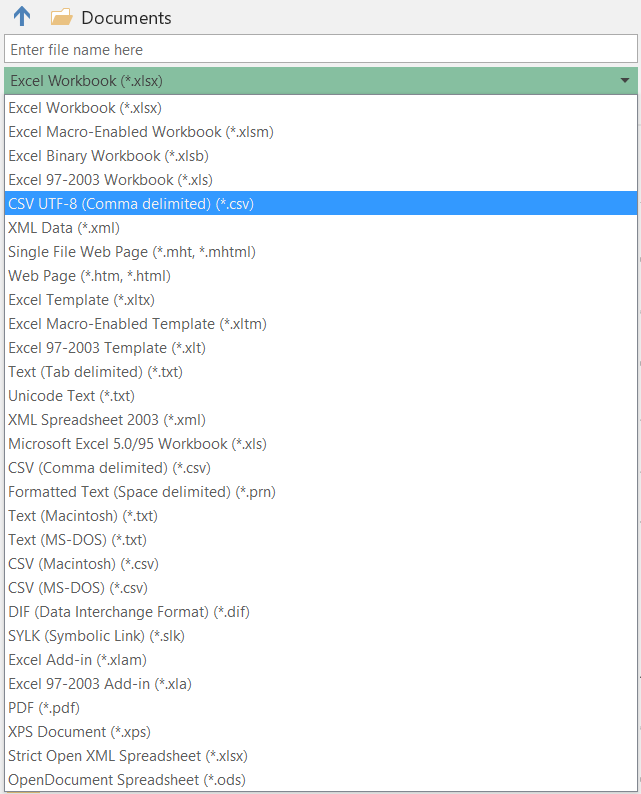 Documents
Enter file name here
Excel Workbook (*.xlsx)
Excel Workbook (*.xlsx)
Excel Macro-Enabled Workbook (*.xlsm)
Excel Binary Workbook (*.xlsb)
Excel 97-2003 Workbook (*.xls)
CSV UTF-8 (Comma delimited) (*.csv)
XML Data (*.xml)
Single File Web Page (*.mht, *.mhtml)
Web Page (*.htm, *.html)
Excel Template (*.xltx)
Excel Macro-Enabled Template (*.xltm)
Excel 97-2003 Template (*.xlt)
Text (Tab delimited) (*.txt)
Unicode Text (*.txt)
XML Spreadsheet 2003 (*.xml)
Microsoft Excel 5.0/95 Workbook (*.xls)
CSV (Comma delimited) (*.csv)
Formatted Text (Space delimited) (*.prn)
Text (Macintosh) (*.txt)
Text (MS-DOS) (*.txt)
CSV (Macintosh) (*.csv)
CSV (MS-DOS) (*.csv)
DIF (Data Interchange Format) (*.dif)
SYLK (Symbolic Link) (*.slk)
Excel Add-in (*.xlam)
Excel 97-2003 Add-in (*.xla)
PDF (*.pdf)
XPS Document (*.xps)
Strict Open XML Spreadsheet (*.xlsx)
OpenDocument Spreadsheet (*.ods)